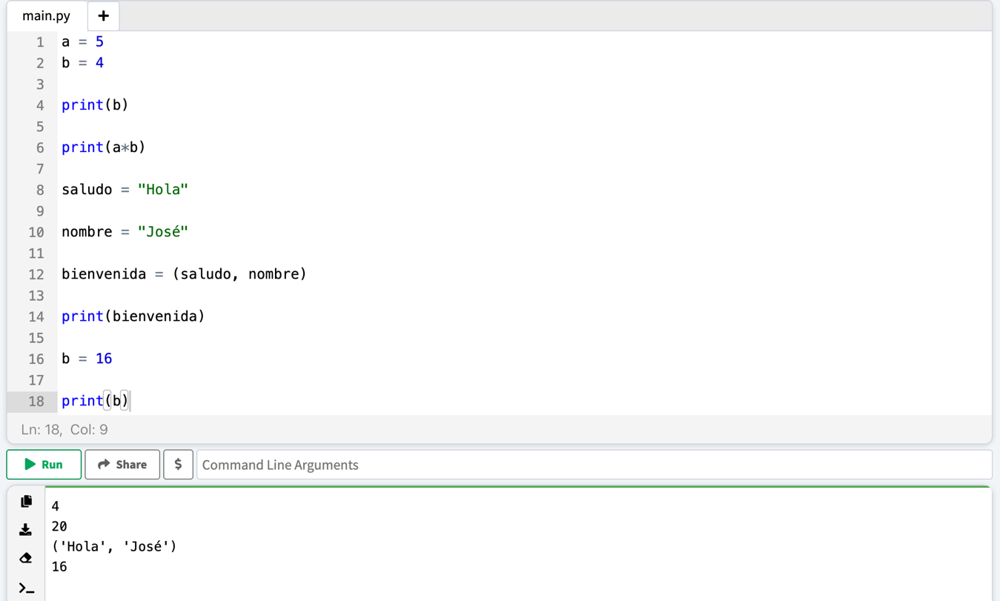 main.py +
1 a = 5
2 b = 4
3
4 print(b)
5
6 print(a*b)
7
8 saludo = "Hola"
9
10 nombre = "José"
11
12 bienvenida = (saludo, nombre)
13
14 print(bienvenida)
15
16 b = 16
17
18 print(b)
Ln: 18, Col: 9
Run Share $ Command Line Arguments
4
20
('Hola', 'José')
16